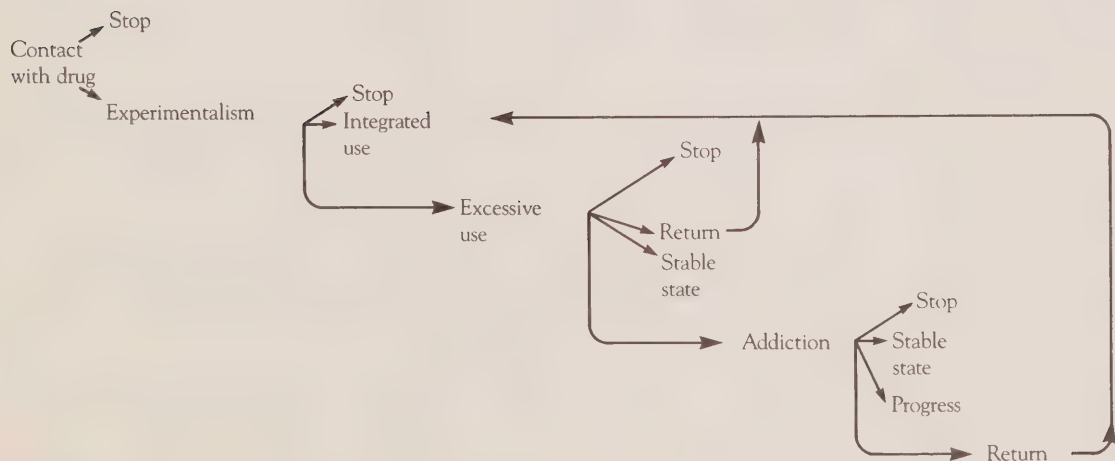 Stop
Contact
with drug
Experimentalism
Stop
Integrated
use
Stop
Excessive
use
Return
Stable
state
Stop
Addiction
Stable
state
Progress
Return